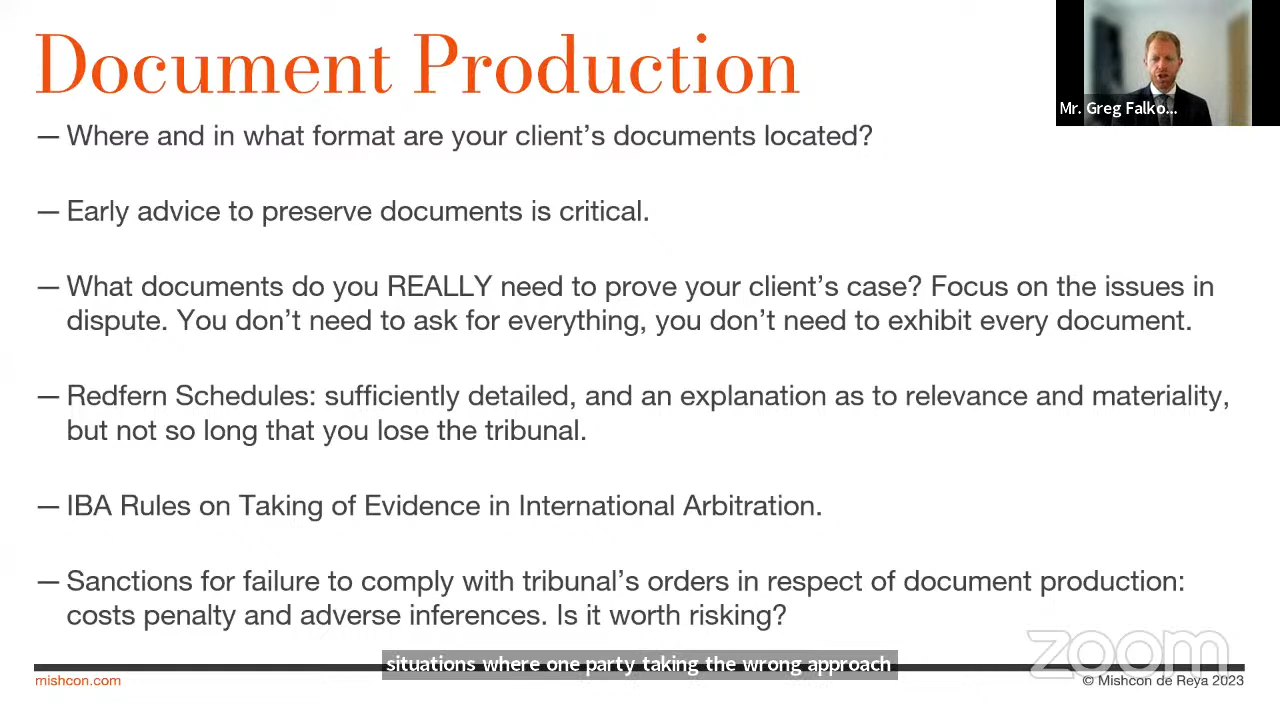 Document Production
Mr. Greg Falko...
— Where and in what format are your client's documents located?
— Early advice to preserve documents is critical.
— What documents do you REALLY need to prove your client's case? Focus on the issues in
dispute. You don't need to ask for everything, you don't need to exhibit every document.
— Redfern Schedules: sufficiently detailed, and an explanation as to relevance and materiality,
but not so long that you lose the tribunal.
— IBA Rules on Taking of Evidence in International Arbitration.
— Sanctions for failure to comply with tribunal's orders in respect of document production:
costs penalty and adverse inferences. Is it worth risking?
zoom
situations where one party taking the wrong approach
mishcon.com
© Mishcon de Reya 2023